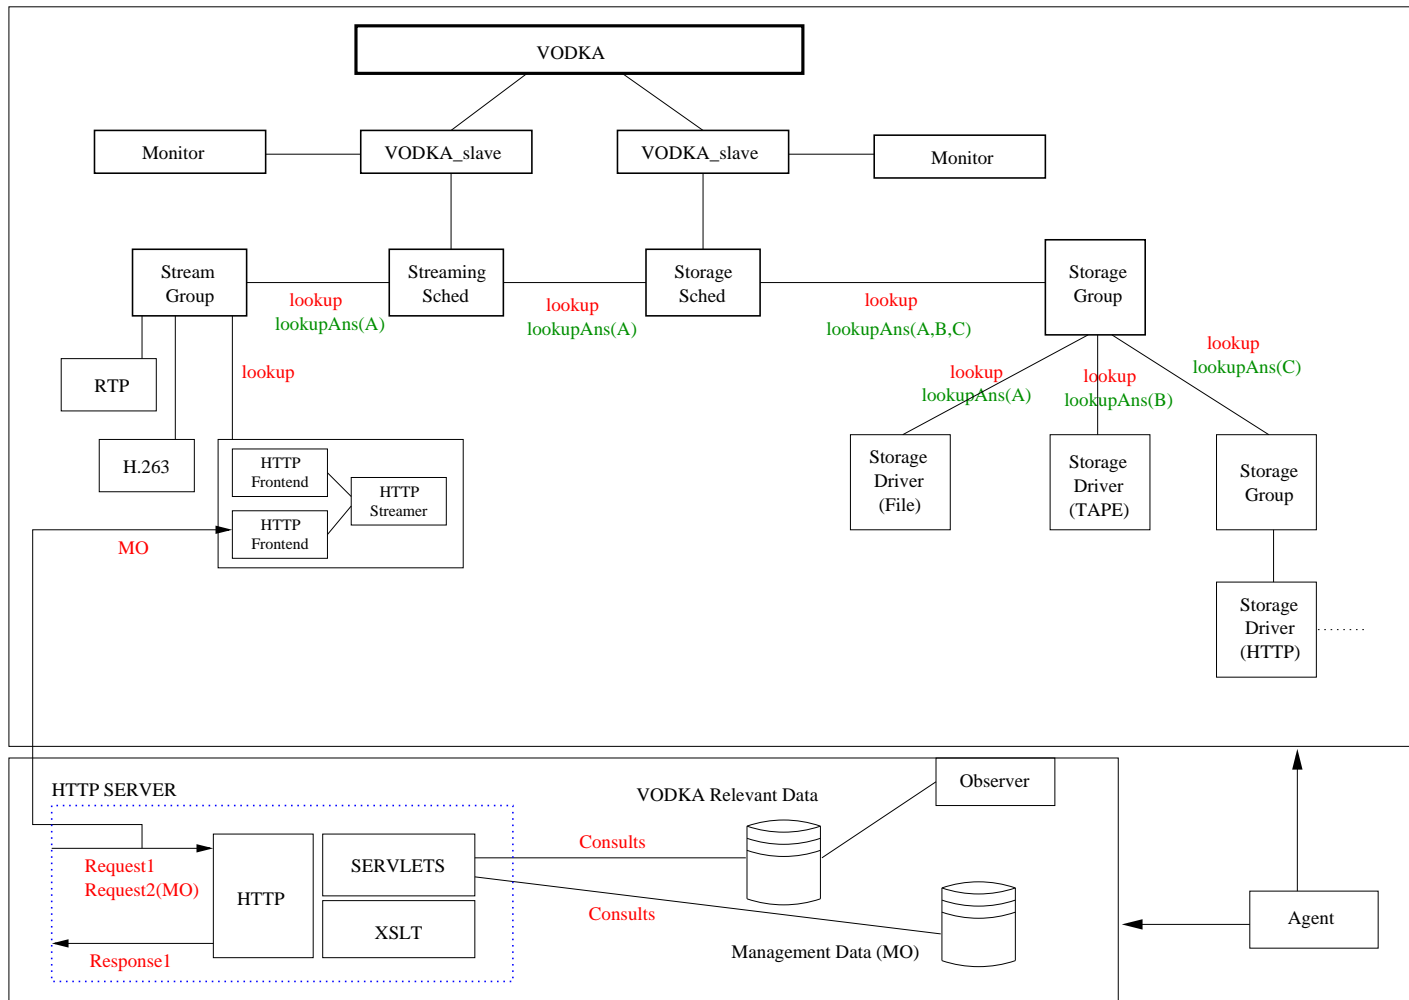 VODKA
Monitor
VODKA_slave
VODKA_slave
Monitor
Stream
Group
Streaming
Sched
Storage
Sched
Storage
Group
lookup
lookupAns(A)
lookup
lookupAns(A)
lookup
lookupAns(A,B,C)
RTP
lookup
lookup
lookupAns(A)
lookup
lookupAns(B)
lookup
lookupAns(C)
H.263
HTTP
Frontend
HTTP
Streamer
HTTP
Frontend
MO
Storage
Driver
(File)
Storage
Driver
(TAPE)
Storage
Group
Storage
Driver
(HTTP)
HTTP SERVER
VODKA Relevant Data
Observer
Request1
Request2(MO)
HTTP
SERVLETS
XSLT
Response1
Consults
Consults
Management Data (MO)
Agent